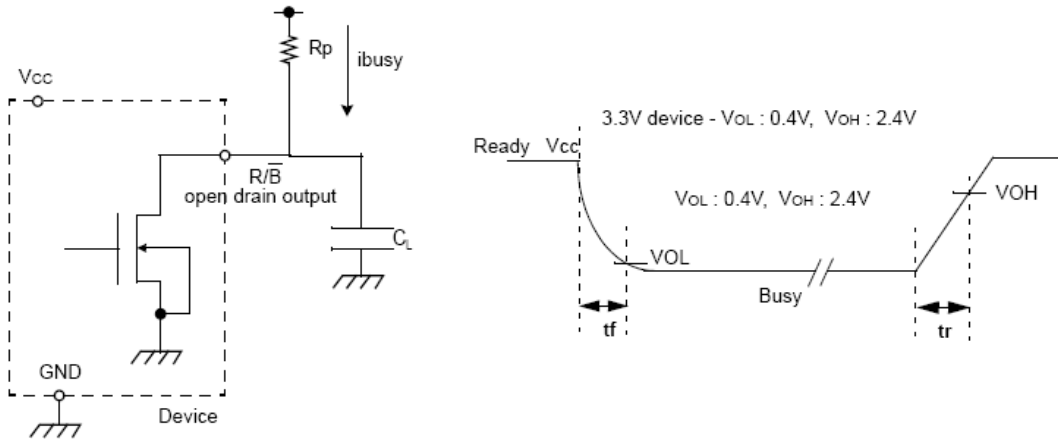 Rp
ibusy
Vcc
R/B̅
open drain output
CL
GND
Device
3.3V device - VOL : 0.4V, VOH : 2.4V
Ready Vcc
VOL : 0.4V, VOH : 2.4V
VOH
VOL
Busy
tf
tr